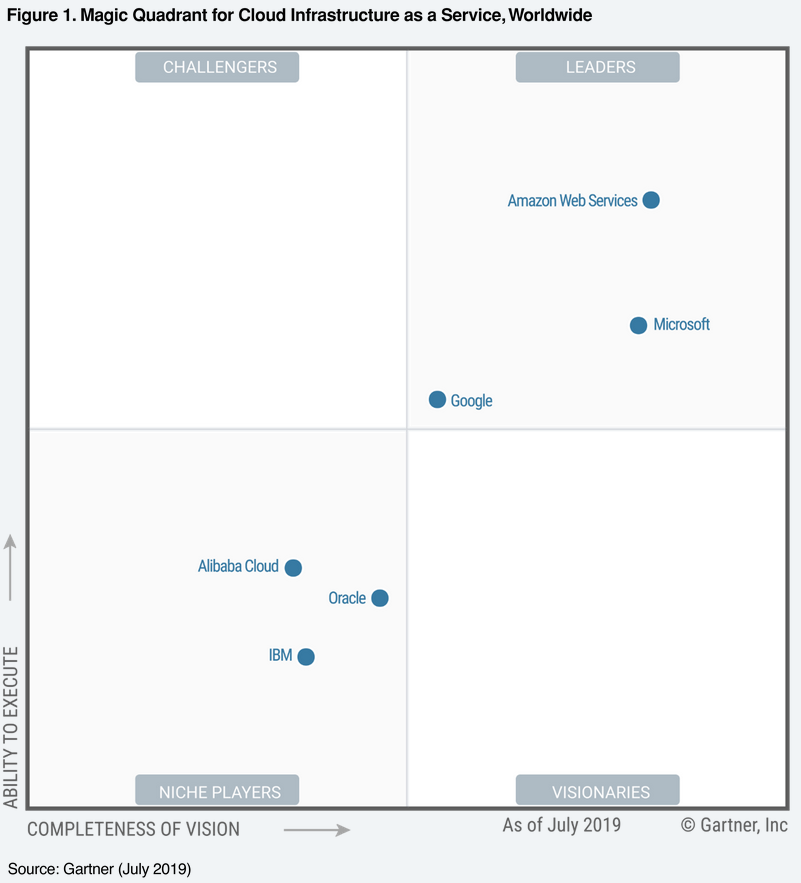 Figure 1. Magic Quadrant for Cloud Infrastructure as a Service, Worldwide
CHALLENGERS
LEADERS
Amazon Web Services
Microsoft
Google
Alibaba Cloud
Oracle
IBM
NICHE PLAYERS
VISIONARIES
ABILITY TO EXECUTE
COMPLETENESS OF VISION
As of July 2019
© Gartner, Inc
Source: Gartner (July 2019)